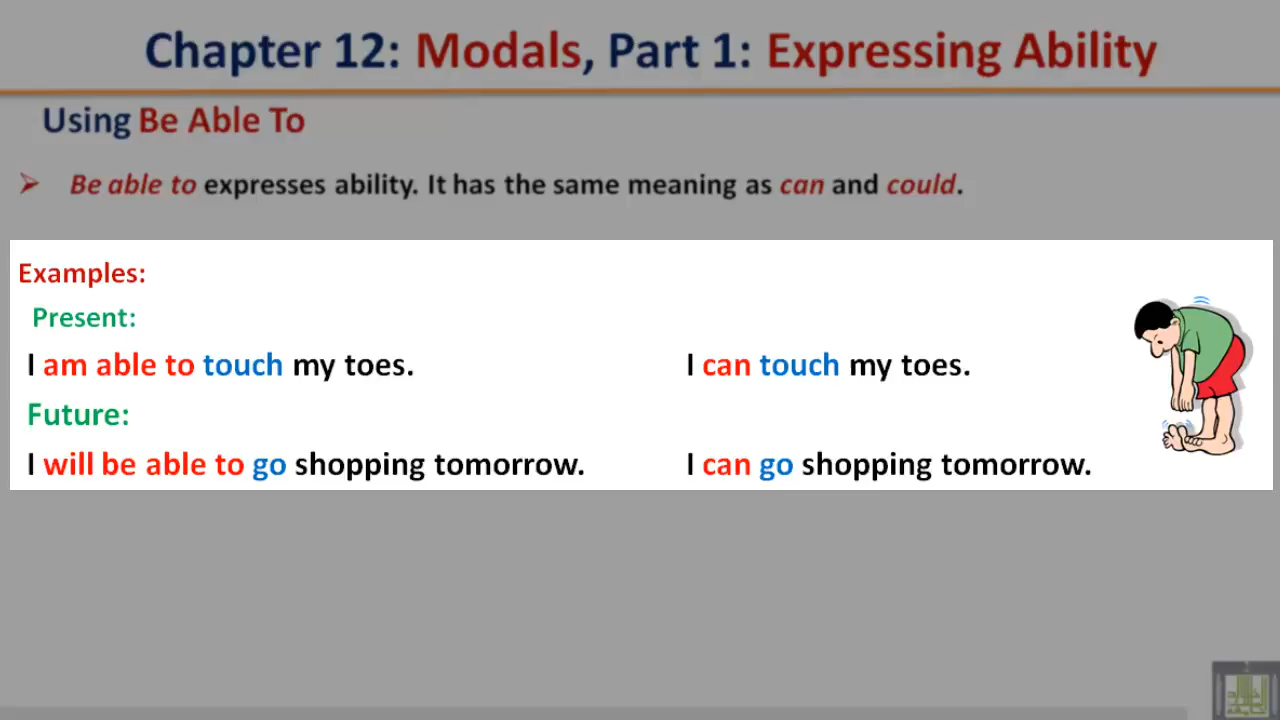 Chapter 12: Modals, Part 1: Expressing Ability
Using Be Able To
Be able to expresses ability. It has the same meaning as can and could.
Examples:
Present:
I am able to touch my toes. I can touch my toes.
Future:
I will be able to go shopping tomorrow. I can go shopping tomorrow.